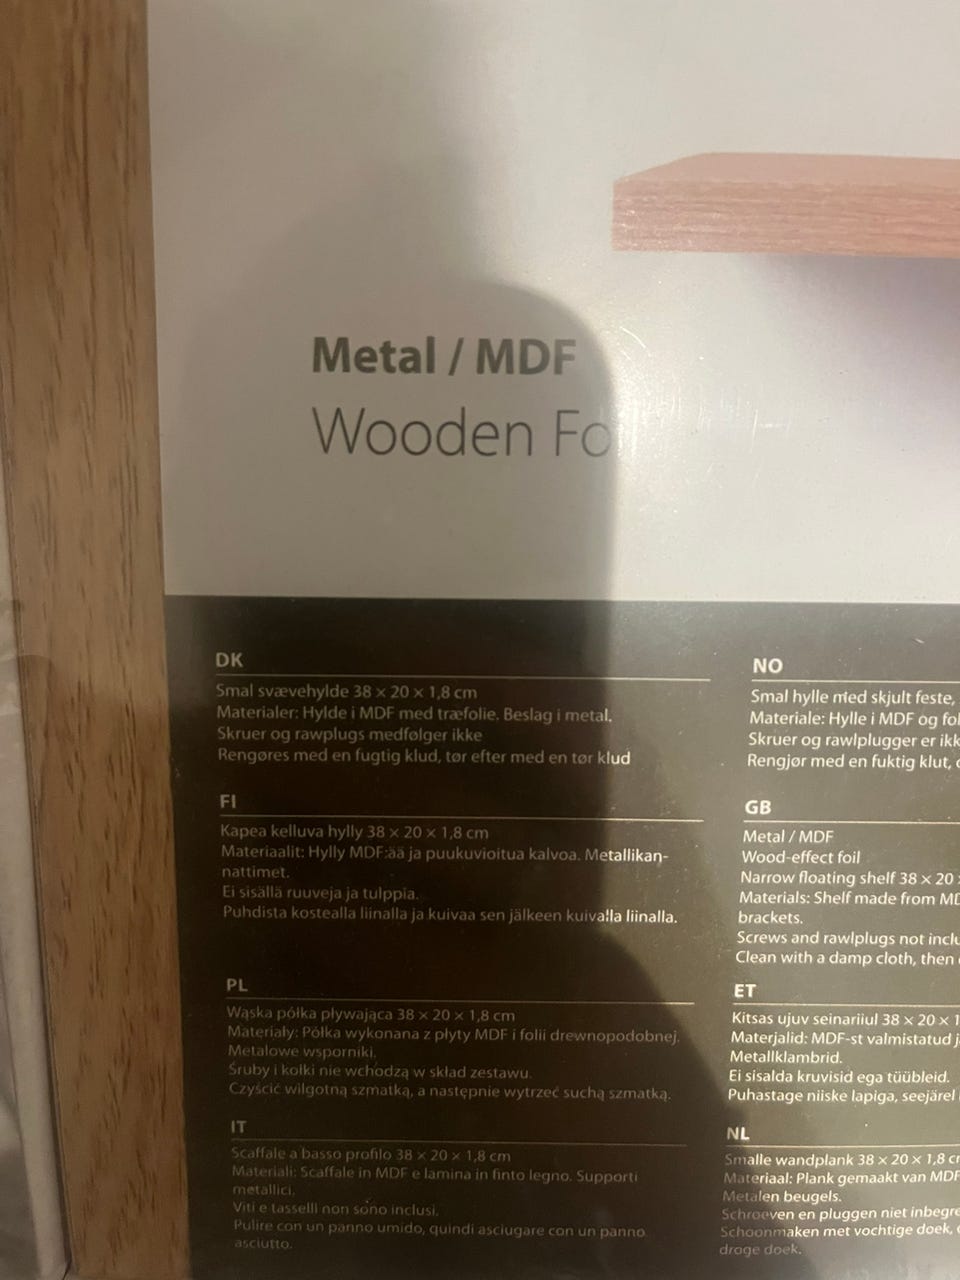 Metal / MDF
Wooden Fo
DK
Smal svævehylde 38 × 20 × 1,8 cm
Materialer: Hylde i MDF med træfolie. Beslag i metal.
Skruer og rawplugs medfølger ikke
Rengøres med en fugtig klud, tør efter med en tør klud
FI
Kapea kelluva hylly 38 × 20 × 1,8 cm
Materiaalit: Hylly MDF:ää ja puukuvioitua kalvoa. Metallikan-
nattimet.
Ei sisällä ruuveja ja tulppia.
Puhdista kostealla liinalla ja kuivaa sen jälkeen kuivalla liinalla.
PL
Wąska półka pływająca 38 × 20 × 1,8 cm
Materiały: Półka wykonana z płyty MDF i folii drewnopodobnej.
Metalowe wsporniki.
Śruby i kołki nie wchodzą w skład zestawu.
Czyścić wilgotną szmatką, a następnie wytrzeć suchą szmatką.
IT
Scaffale a basso profilo 38 × 20 × 1,8 cm
Materiali: Scaffale in MDF e lamina in finto legno. Supporti
metallici.
Viti e tasselli non sono inclusi.
Pulire con un panno umido, quindi asciugare con un panno
asciutto.
NO
Smal hylle med skjult feste,
Materiale: Hylle i MDF og fol
Skruer og rawlplugger er ikk
Rengjør med en fuktig klut,
GB
Metal / MDF
Wood-effect foil
Narrow floating shelf 38 × 20
Materials: Shelf made from MD
brackets.
Screws and rawlplugs not inclu
Clean with a damp cloth, then
ET
Kitsas ujuv seinariiul 38 × 20 × 1
Materjalid: MDF-st valmistatud j
Metallklambrid.
Ei sisalda kruvisid ega tüübleid.
Puhastage niiske lapiga, seejärel
NL
Smalle wandplank 38 × 20 × 1,8 cm
Materiaal: Plank gemaakt van MDF
Metalen beugels.
Schroeven en pluggen niet inbegre
Schoonmaken met vochtige doek,
droge doek.